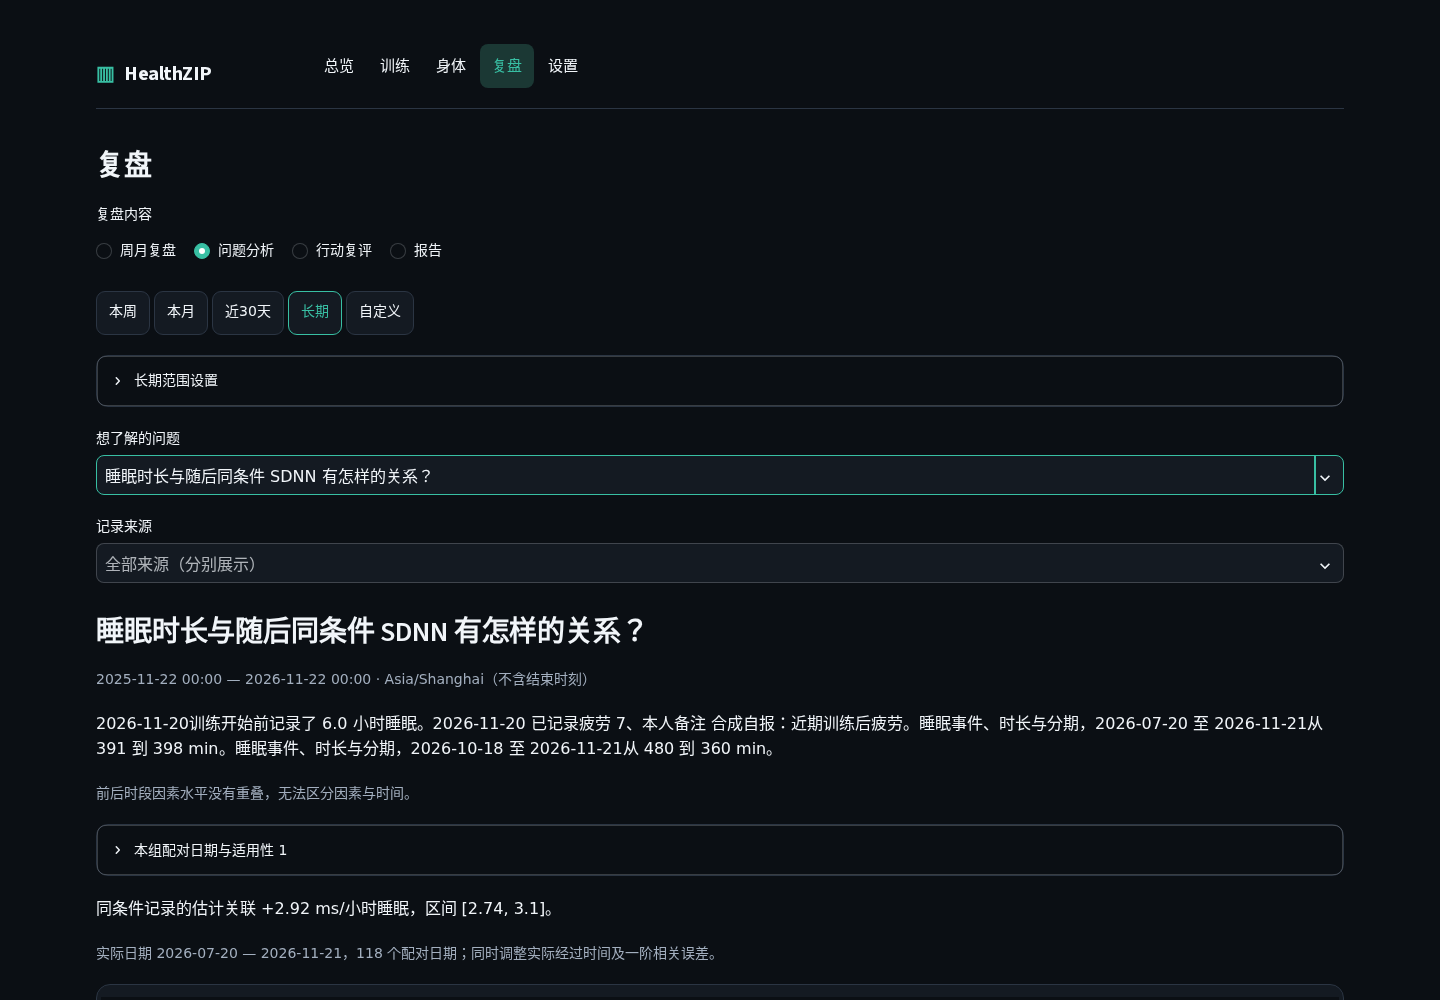 HealthZIP
总览 训练 身体 复盘 设置
复盘
复盘内容
周月复盘 问题分析 行动复评 报告
本周 本月 近30天 长期 自定义
长期范围设置
想了解的问题
睡眠时长与随后同条件 SDNN 有怎样的关系？
记录来源
全部来源（分别展示）
睡眠时长与随后同条件 SDNN 有怎样的关系？
2025-11-22 00:00 — 2026-11-22 00:00 · Asia/Shanghai（不含结束时刻）
2026-11-20训练开始前记录了 6.0 小时睡眠。2026-11-20 已记录疲劳 7、本人备注 合成自报：近期训练后疲劳。睡眠事件、时长与分期，2026-07-20 至 2026-11-21从
391 到 398 min。睡眠事件、时长与分期，2026-10-18 至 2026-11-21从 480 到 360 min。
前后时段因素水平没有重叠，无法区分因素与时间。
本组配对日期与适用性 1
同条件记录的估计关联 +2.92 ms/小时睡眠，区间 [2.74, 3.1]。
实际日期 2026-07-20 — 2026-11-21，118 个配对日期；同时调整实际经过时间及一阶相关误差。